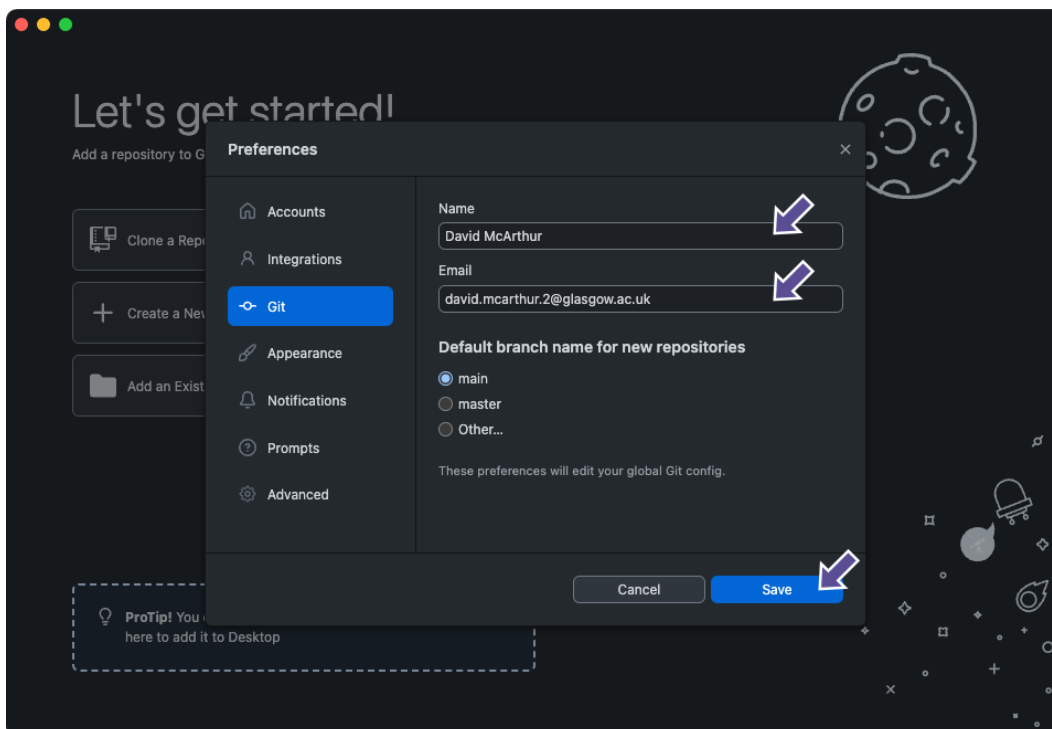 Let's get started!
Add a repository to G
Clone a Repo
Create a New
Add an Exist
Preferences
Accounts
Integrations
Git
Appearance
Notifications
Prompts
Advanced
Name
David McArthur
Email
david.mcarthur.2@glasgow.ac.uk
Default branch name for new repositories
main
master
Other...
These preferences will edit your global Git config.
Cancel
Save
ProTip! You
here to add it to Desktop